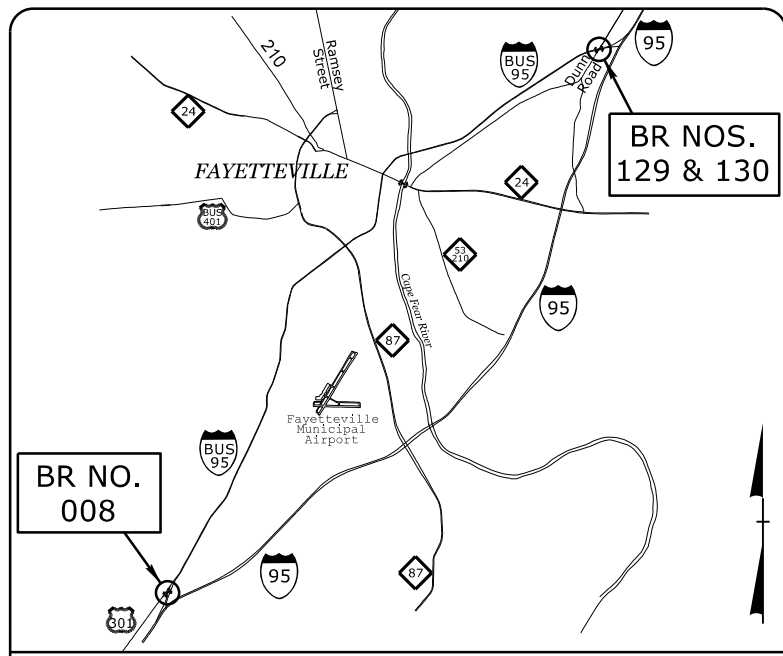 210
Ramsey
Street
BUS
95
95
Dunn
Road
24
BR NOS.
129 & 130
FAYETTEVILLE
24
BUS
401
53
210
Cape Fear River
95
87
Fayetteville
Municipal
Airport
BUS
95
BR NO.
008
95
87
301